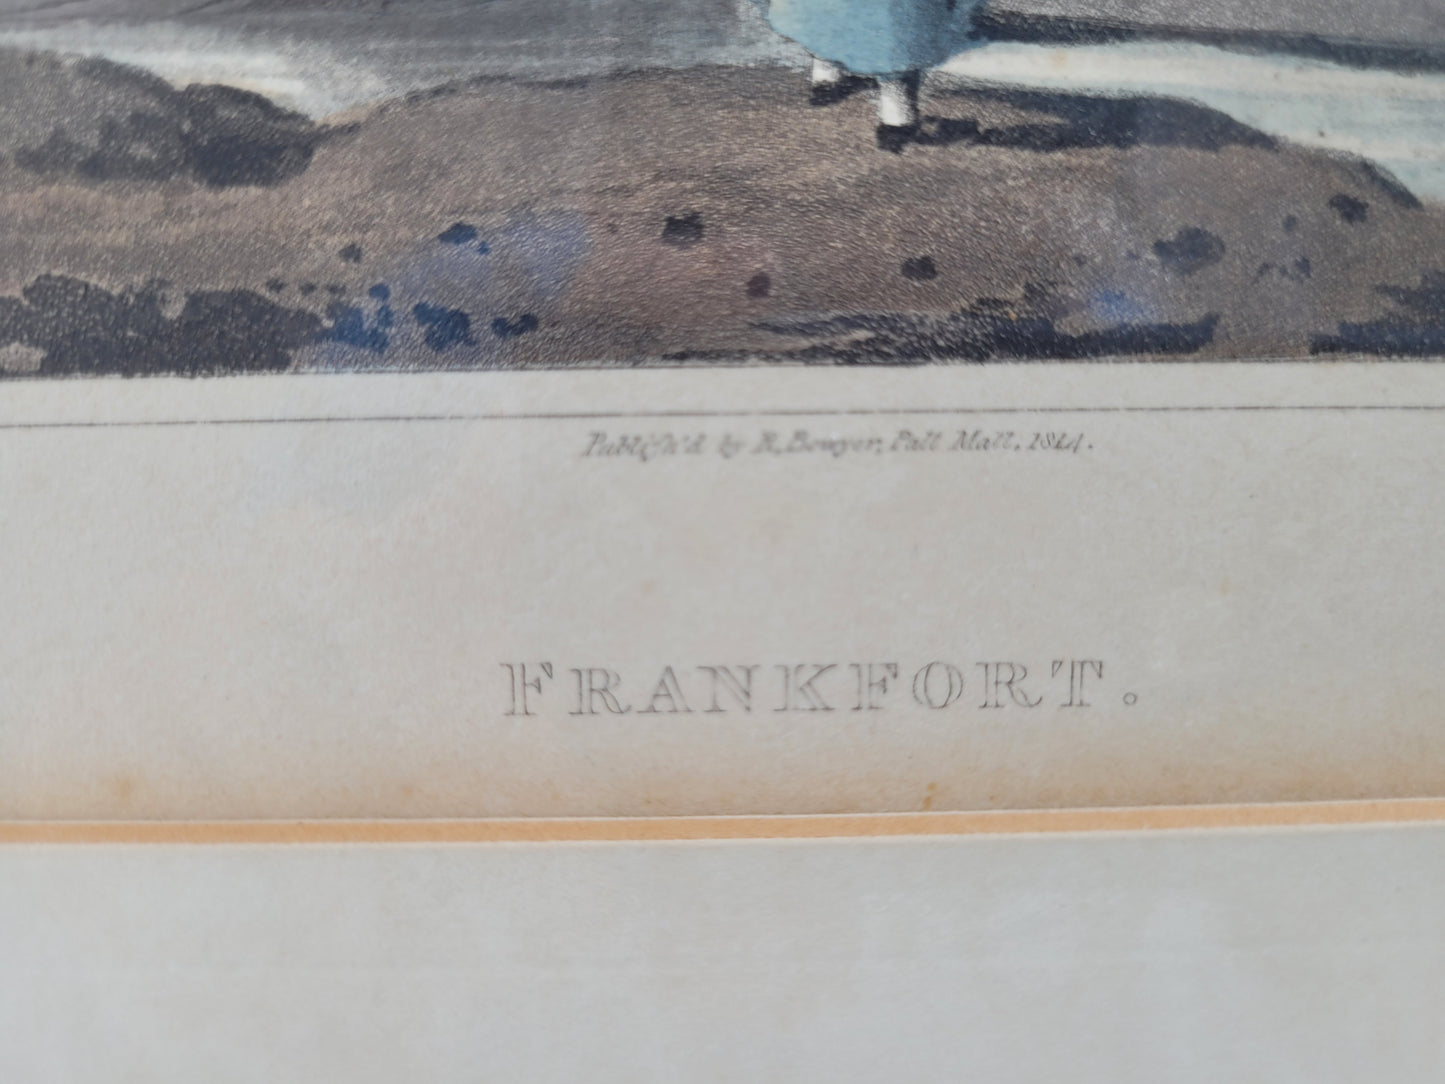 Publish'd by R. Bowyer, Pall Mall, 1814.
FRANKFORT.